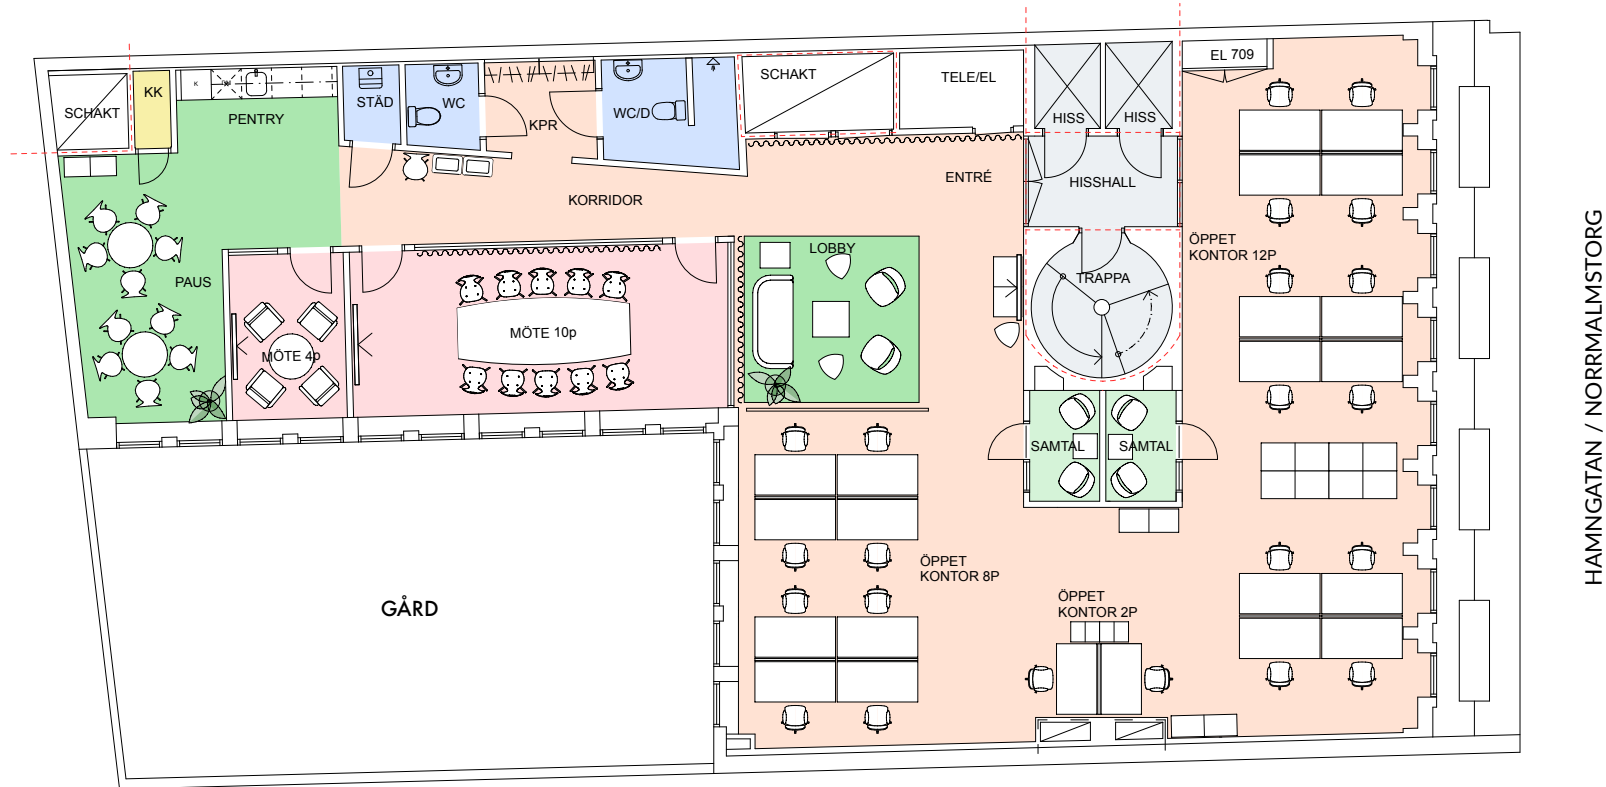 EL 709
SCHAKT
TELE/EL
KK
STÄD
WC
SCHAKT
PENTRY
KPR
WC/D
HISS
HISS
ENTRÉ
HISSHALL
KORRIDOR
ÖPPET
KONTOR 12P
LOBBY
PAUS
TRAPPA
MÖTE 4p
MÖTE 10p
SAMTAL
SAMTAL
ÖPPET
KONTOR 8P
GÅRD
ÖPPET
KONTOR 2P
HAMNGATAN / NORRMALMSTORG